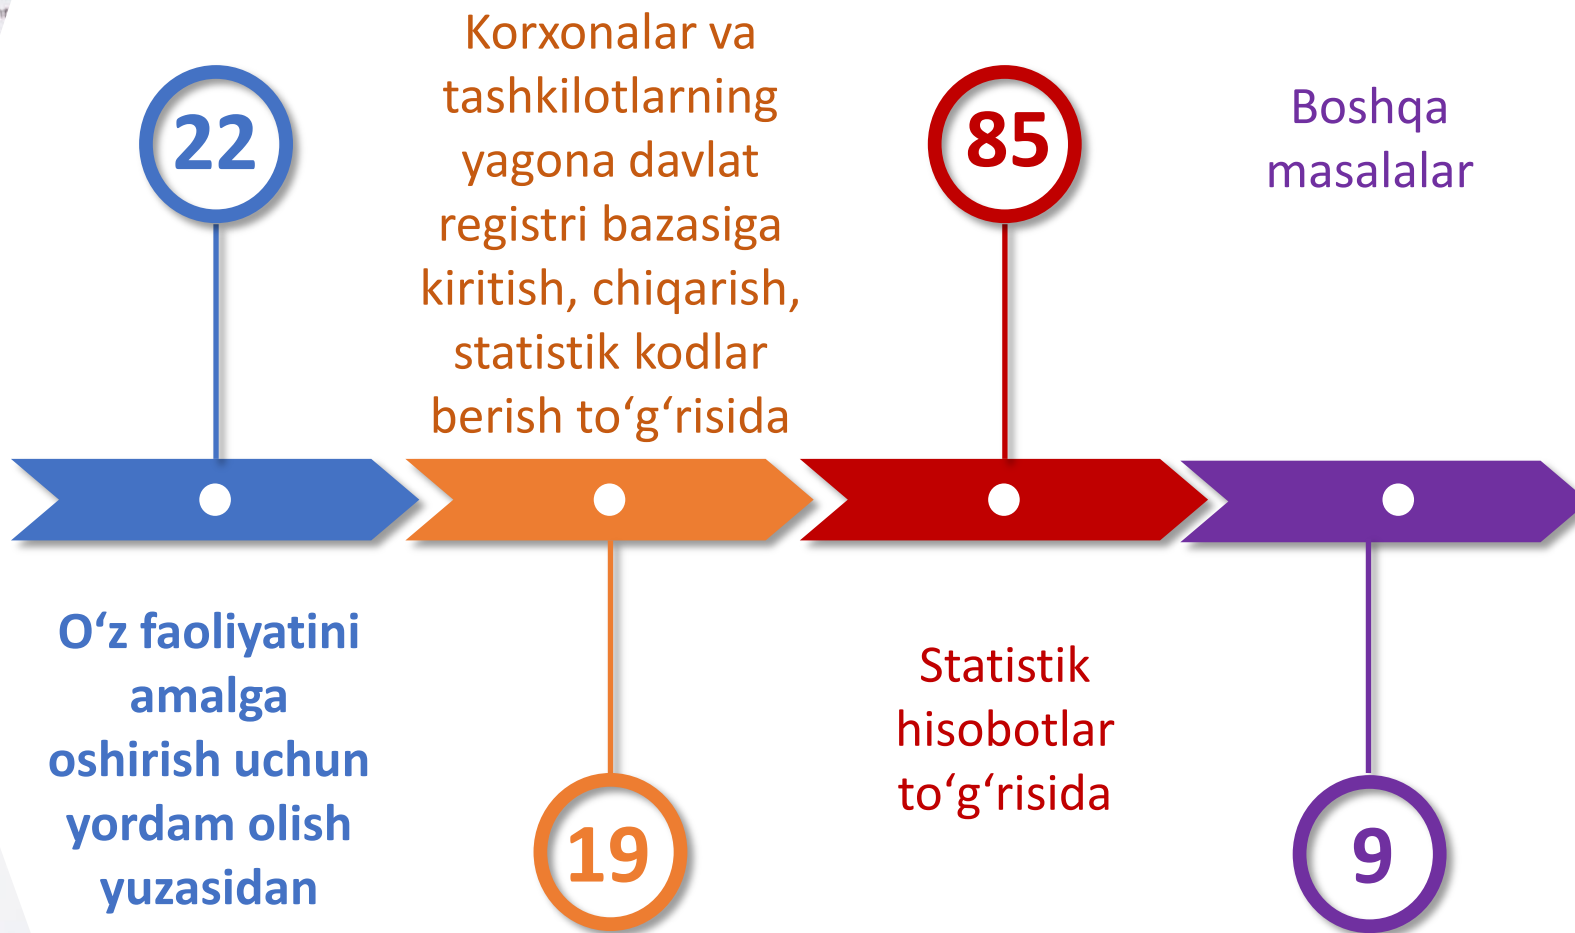 22
O‘z faoliyatini
amalga
oshirish uchun
yordam olish
yuzasidan
Korxonalar va
tashkilotlarning
yagona davlat
registri bazasiga
kiritish, chiqarish,
statistik kodlar
berish to‘g‘risida
19
85
Statistik
hisobotlar
to‘g‘risida
Boshqa
masalalar
9